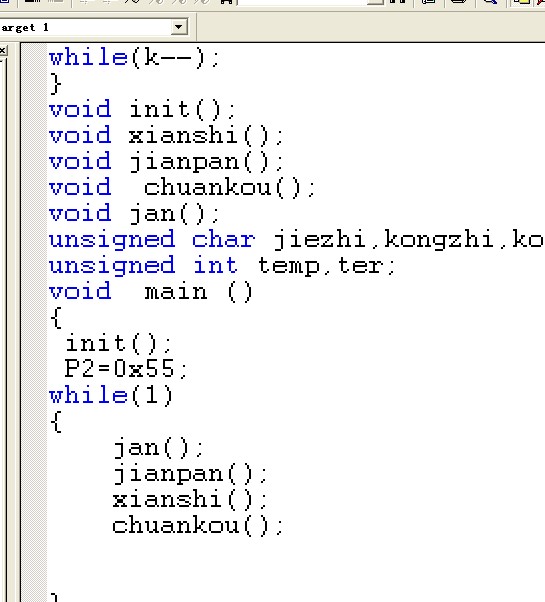 arget 1
while(k--);
}
void init();
void xianshi();
void jianpan();
void  chuankou();
void jan();
unsigned char jiezhi,kongzhi,ko
unsigned int temp,ter;
void  main ()
{
init();
P2=0x55;
while(1)
{
jan();
jianpan();
xianshi();
chuankou();
}